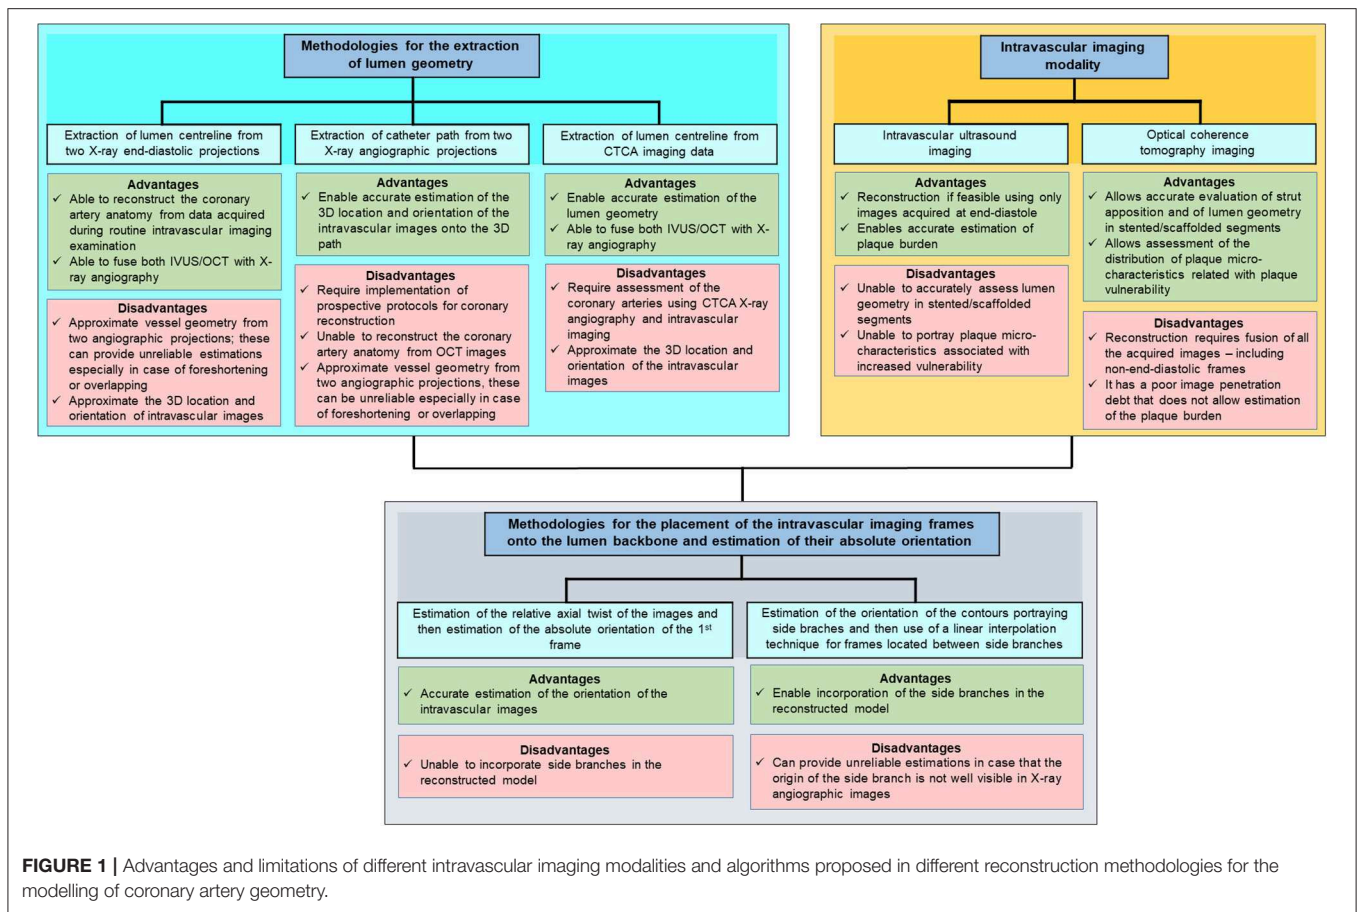 Methodologies for the extraction
of lumen geometry
Extraction of lumen centreline from
two X-ray end-diastolic projections
Advantages
✓ Able to reconstruct the coronary
artery anatomy from data acquired
during routine intravascular imaging
examination
✓ Able to fuse both IVUS/OCT with X-
ray angiography
Disadvantages
✓ Approximate vessel geometry from
two angiographic projections; these
can provide unreliable estimations
especially in case of foreshortening
or overlapping
✓ Approximate the 3D location and
orientation of intravascular images
Extraction of catheter path from two
X-ray angiographic projections
Advantages
✓ Enable accurate estimation of the
3D location and orientation of the
intravascular images onto the 3D
path
Disadvantages
✓ Require implementation of
prospective protocols for coronary
reconstruction
✓ Unable to reconstruct the coronary
artery anatomy from OCT images
✓ Approximate vessel geometry from
two angiographic projections, these
can be unreliable especially in case
of foreshortening or overlapping
Extraction of lumen centreline from
CTCA imaging data
Advantages
✓ Enable accurate estimation of the
lumen geometry
✓ Able to fuse both IVUS/OCT with X-
ray angiography
Disadvantages
✓ Require assessment of the
coronary arteries using CTCA X-ray
angiography and intravascular
imaging
✓ Approximate the 3D location and
orientation of the intravascular
images
Intravascular imaging
modality
Intravascular ultrasound
imaging
Advantages
✓ Reconstruction if feasible using only
images acquired at end-diastole
✓ Enables accurate estimation of
plaque burden
Disadvantages
✓ Unable to accurately assess lumen
geometry in stented/scaffolded
segments
✓ Unable to portray plaque micro-
characteristics associated with
increased vulnerability
Optical coherence
tomography imaging
Advantages
✓ Allows accurate evaluation of strut
apposition and of lumen geometry
in stented/scaffolded segments
✓ Allows assessment of the
distribution of plaque micro-
characteristics related with plaque
vulnerability
Disadvantages
✓ Reconstruction requires fusion of all
the acquired images – including
non-end-diastolic frames
✓ It has a poor image penetration
debt that does not allow estimation
of the plaque burden
Methodologies for the placement of the intravascular imaging frames
onto the lumen backbone and estimation of their absolute orientation
Estimation of the relative axial twist of the images and
then estimation of the absolute orientation of the 1st
frame
Advantages
✓ Accurate estimation of the orientation of the
intravascular images
Disadvantages
✓ Unable to incorporate side branches in the
reconstructed model
Estimation of the orientation of the contours portraying
side braches and then use of a linear interpolation
technique for frames located between side branches
Advantages
✓ Enable incorporation of the side branches in the
reconstructed model
Disadvantages
✓ Can provide unreliable estimations in case that the
origin of the side branch is not well visible in X-ray
angiographic images
FIGURE 1 | Advantages and limitations of different intravascular imaging modalities and algorithms proposed in different reconstruction methodologies for the
modelling of coronary artery geometry.